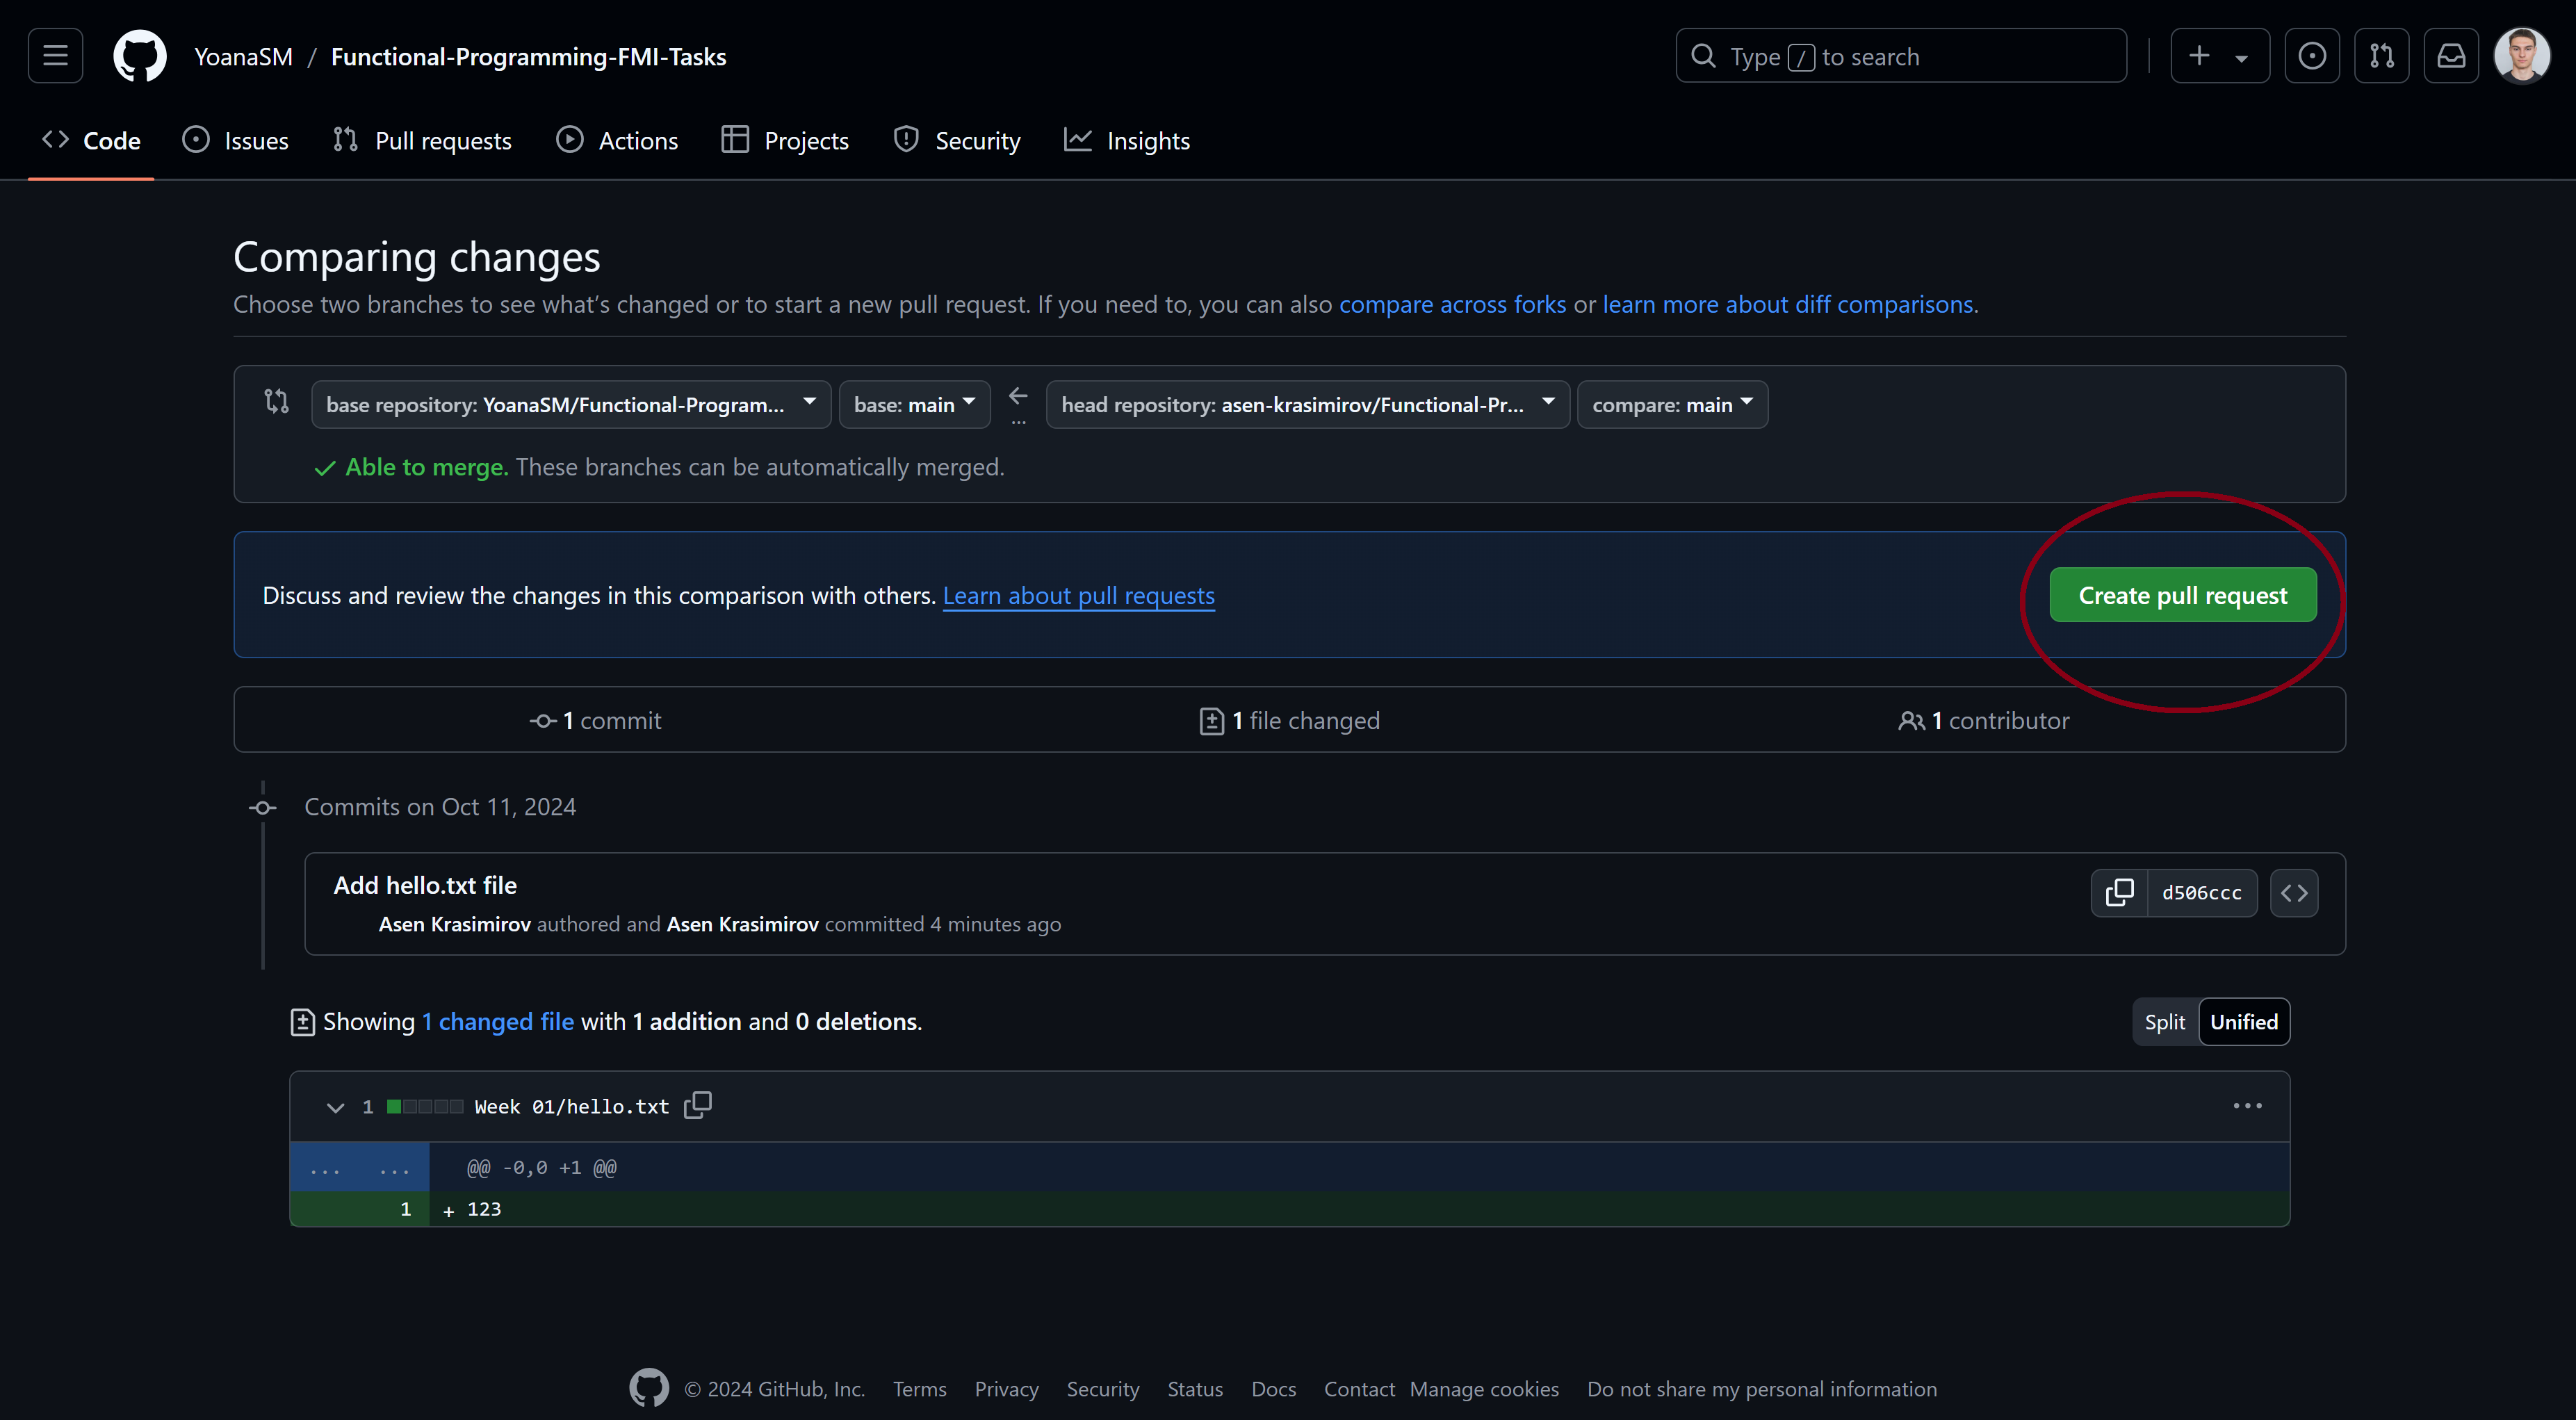 YoanaSM / Functional-Programming-FMI-Tasks
Type / to search
Code Issues Pull requests Actions Projects Security Insights
Comparing changes
Choose two branches to see what's changed or to start a new pull request. If you need to, you can also compare across forks or learn more about diff comparisons.
base repository: YoanaSM/Functional-Program... base: main ... head repository: asen-krasimirov/Functional-Pr... compare: main
Able to merge. These branches can be automatically merged.
Discuss and review the changes in this comparison with others. Learn about pull requests
Create pull request
1 commit 1 file changed 1 contributor
Commits on Oct 11, 2024
Add hello.txt file
d506ccc
Asen Krasimirov authored and Asen Krasimirov committed 4 minutes ago
Showing 1 changed file with 1 addition and 0 deletions.
Split Unified
1 Week 01/hello.txt
... ... @@ -0,0 +1 @@
1 + 123
© 2024 GitHub, Inc. Terms Privacy Security Status Docs Contact Manage cookies Do not share my personal information